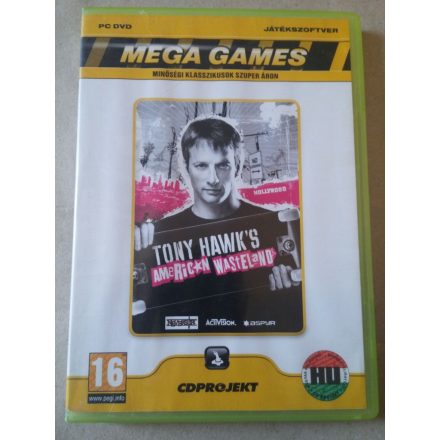 PC DVD
JÁTÉKSZOFTVER
MEGA GAMES
MINŐSÉGI KLASSZIKUSOK SZUPER ÁRON
HOLLYWOOD
TONY HAWK'S
AMERICAN WASTELAND
ACTIVISION.
ASPYR
16
www.pegi.info
CDPROJEKT
HU